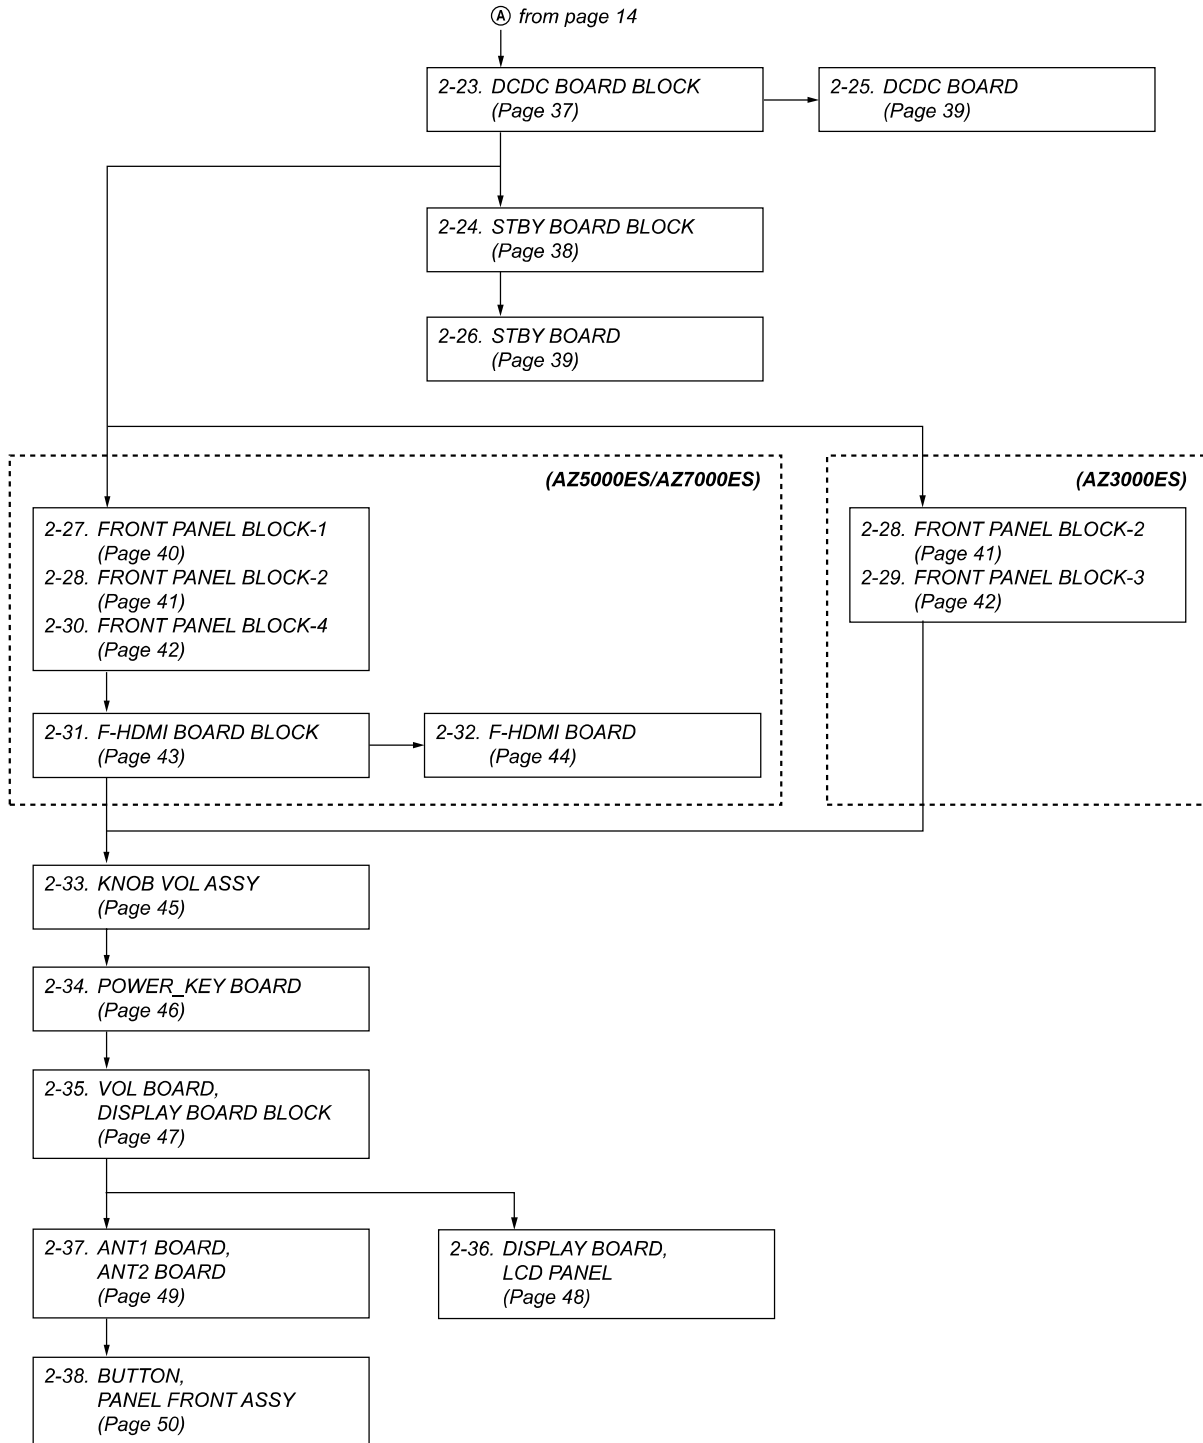 Ⓐ from page 14
2-23. DCDC BOARD BLOCK
(Page 37)
2-25. DCDC BOARD
(Page 39)
2-24. STBY BOARD BLOCK
(Page 38)
2-26. STBY BOARD
(Page 39)
(AZ5000ES/AZ7000ES)
2-27. FRONT PANEL BLOCK-1
(Page 40)
2-28. FRONT PANEL BLOCK-2
(Page 41)
2-30. FRONT PANEL BLOCK-4
(Page 42)
2-31. F-HDMI BOARD BLOCK
(Page 43)
2-32. F-HDMI BOARD
(Page 44)
(AZ3000ES)
2-28. FRONT PANEL BLOCK-2
(Page 41)
2-29. FRONT PANEL BLOCK-3
(Page 42)
2-33. KNOB VOL ASSY
(Page 45)
2-34. POWER_KEY BOARD
(Page 46)
2-35. VOL BOARD,
DISPLAY BOARD BLOCK
(Page 47)
2-37. ANT1 BOARD,
ANT2 BOARD
(Page 49)
2-36. DISPLAY BOARD,
LCD PANEL
(Page 48)
2-38. BUTTON,
PANEL FRONT ASSY
(Page 50)